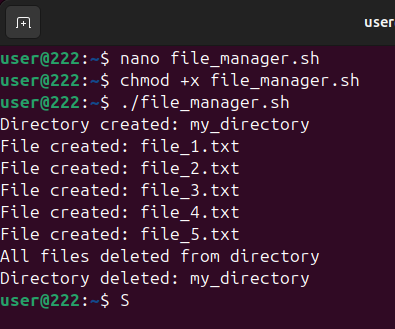 user
user@222:~$ nano file_manager.sh
user@222:~$ chmod +x file_manager.sh
user@222:~$ ./file_manager.sh
Directory created: my_directory
File created: file_1.txt
File created: file_2.txt
File created: file_3.txt
File created: file_4.txt
File created: file_5.txt
All files deleted from directory
Directory deleted: my_directory
user@222:~$ S